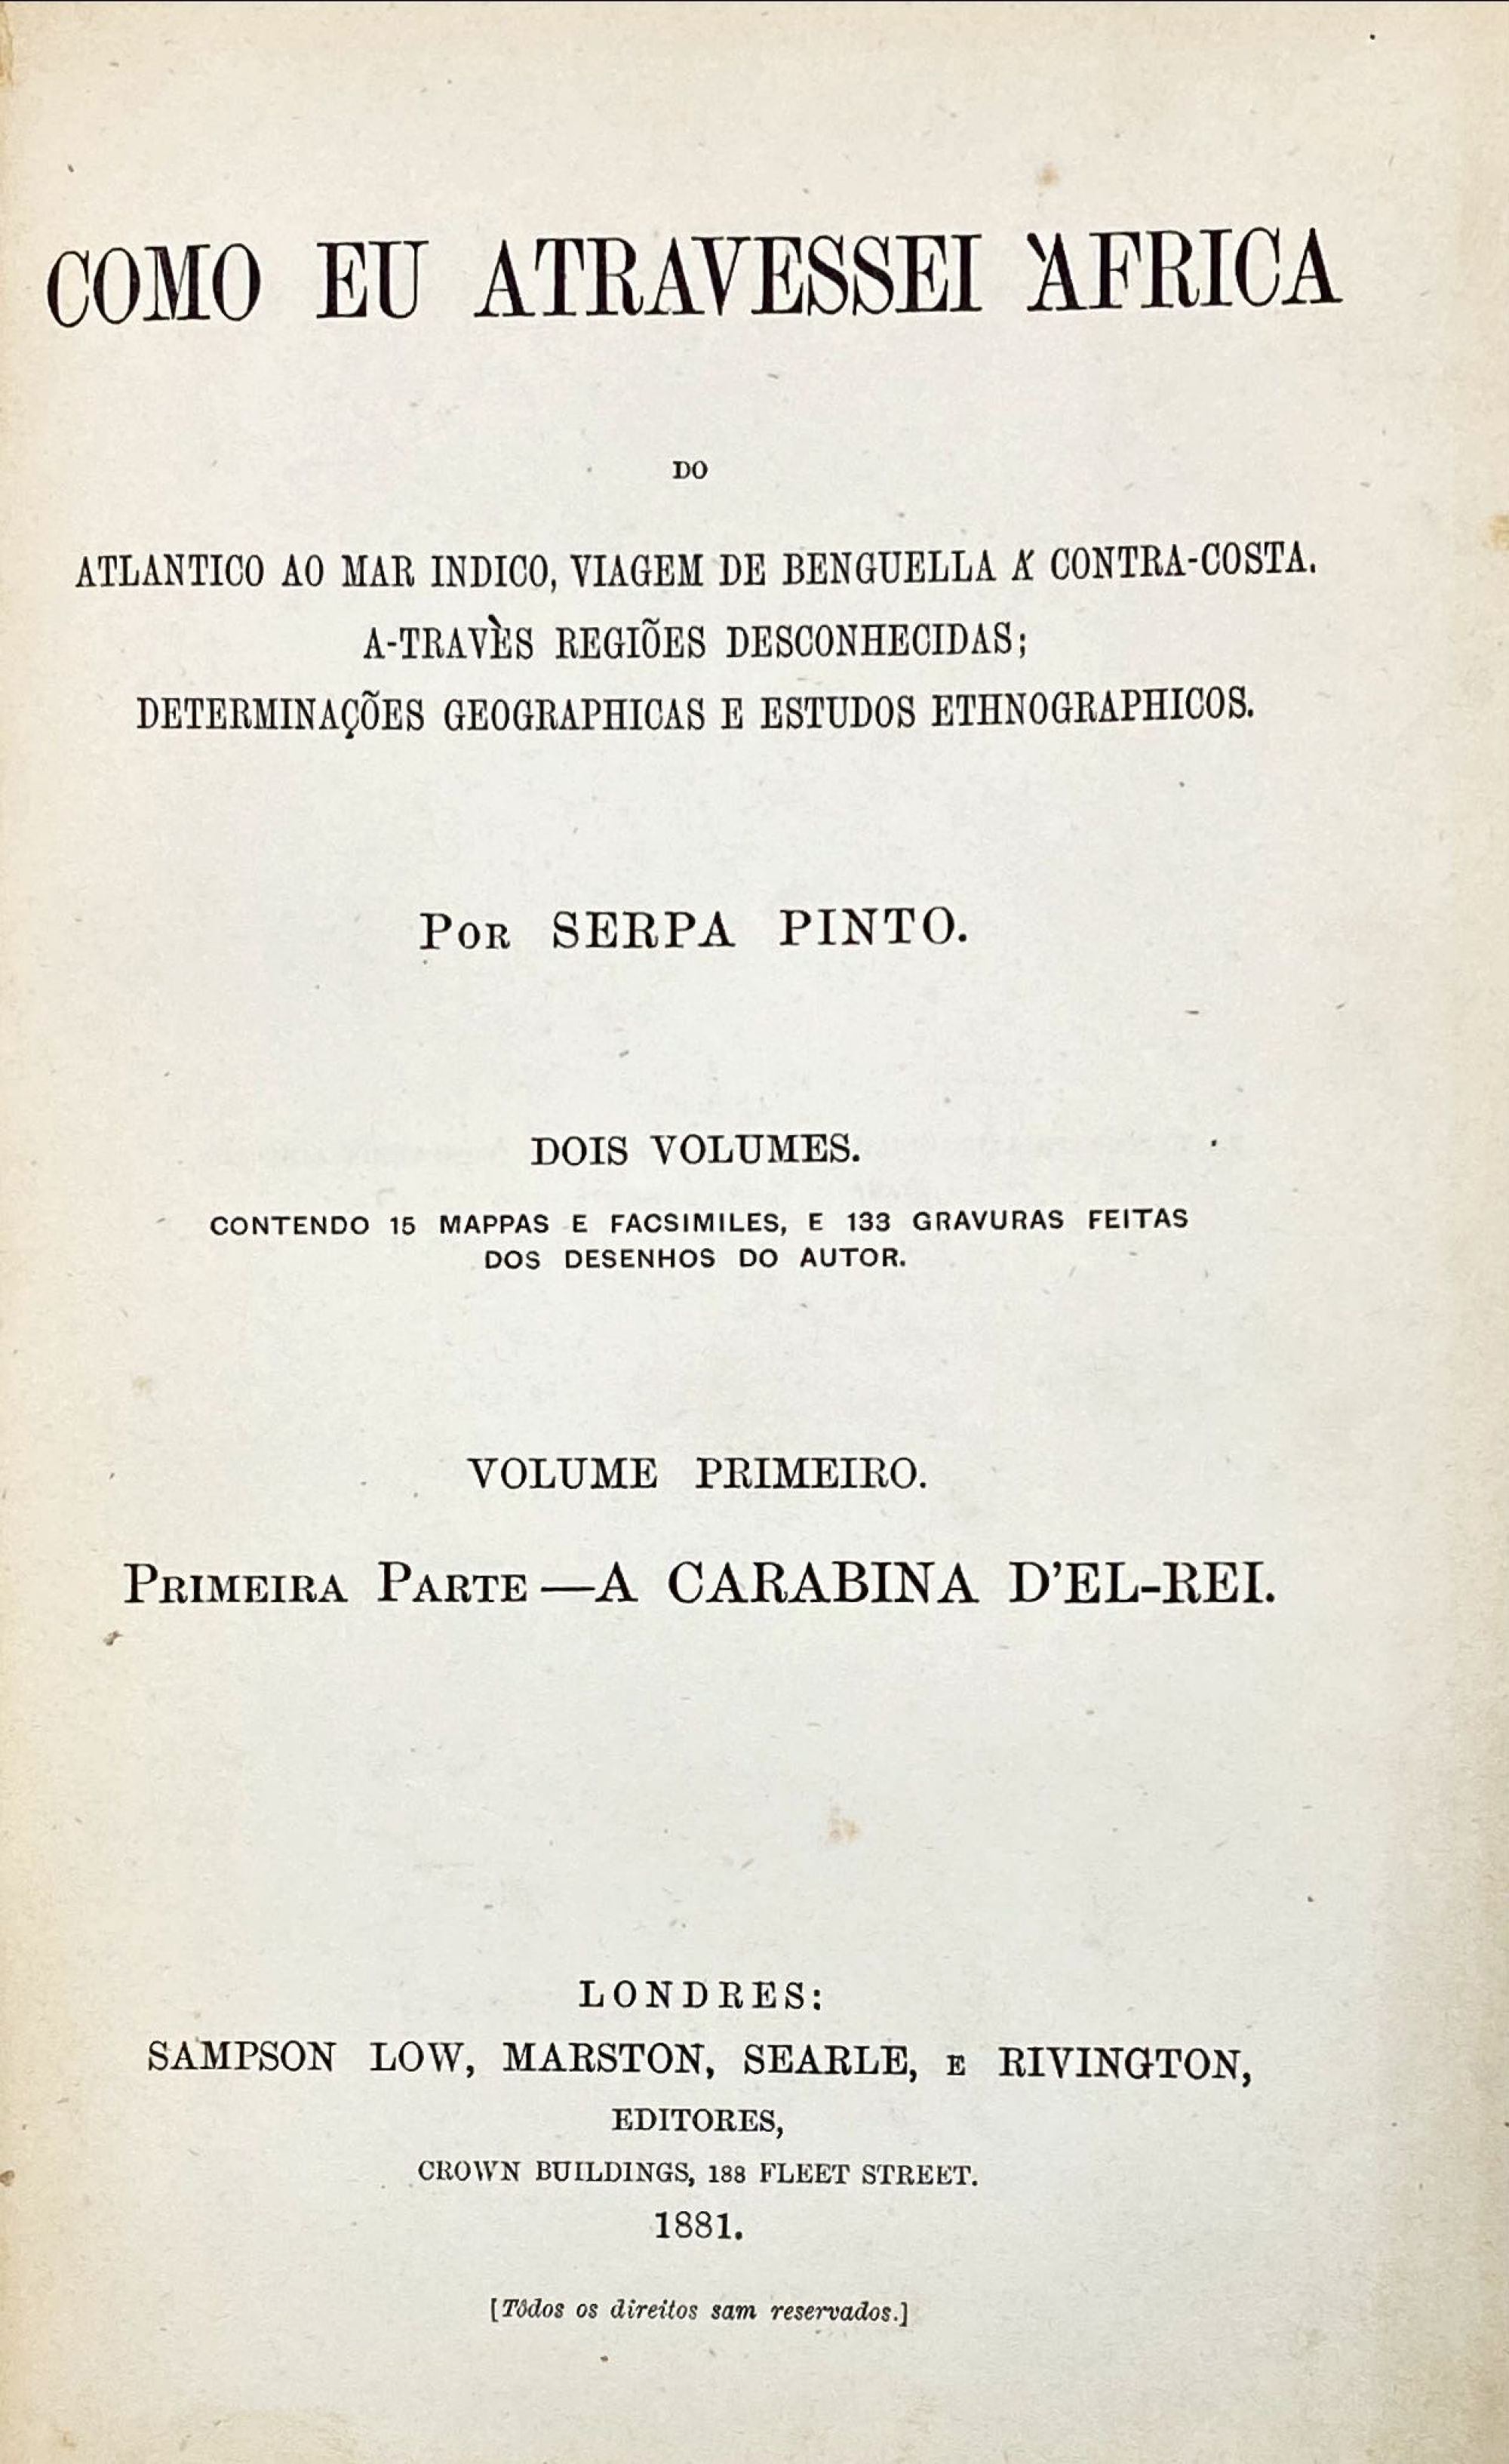 COMO EU ATRAVESSEI ÀFRICA
DO
ATLANTICO AO MAR INDICO, VIAGEM DE BENGUELLA Á CONTRA-COSTA.
A-TRAVÈS REGIÕES DESCONHECIDAS;
DETERMINAÇÕES GEOGRAPHICAS E ESTUDOS ETHNOGRAPHICOS.
POR SERPA PINTO.
DOIS VOLUMES.
CONTENDO 15 MAPPAS E FACSIMILES, E 133 GRAVURAS FEITAS
DOS DESENHOS DO AUTOR.
VOLUME PRIMEIRO.
PRIMEIRA PARTE—A CARABINA D'EL-REI.
LONDRES:
SAMPSON LOW, MARSTON, SEARLE, E RIVINGTON,
EDITORES,
CROWN BUILDINGS, 188 FLEET STREET.
1881.
[Tôdos os direitos sam reservados.]